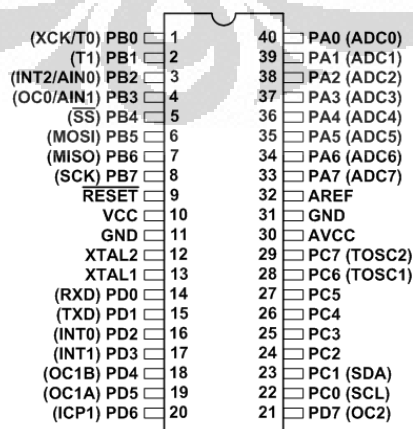 (XCK/T0) PB0 1 40 PA0 (ADC0)
(T1) PB1 2 39 PA1 (ADC1)
(INT2/AIN0) PB2 3 38 PA2 (ADC2)
(OC0/AIN1) PB3 4 37 PA3 (ADC3)
(SS) PB4 5 36 PA4 (ADC4)
(MOSI) PB5 6 35 PA5 (ADC5)
(MISO) PB6 7 34 PA6 (ADC6)
(SCK) PB7 8 33 PA7 (ADC7)
RESET 9 32 AREF
VCC 10 31 GND
GND 11 30 AVCC
XTAL2 12 29 PC7 (TOSC2)
XTAL1 13 28 PC6 (TOSC1)
(RXD) PD0 14 27 PC5
(TXD) PD1 15 26 PC4
(INT0) PD2 16 25 PC3
(INT1) PD3 17 24 PC2
(OC1B) PD4 18 23 PC1 (SDA)
(OC1A) PD5 19 22 PC0 (SCL)
(ICP1) PD6 20 21 PD7 (OC2)